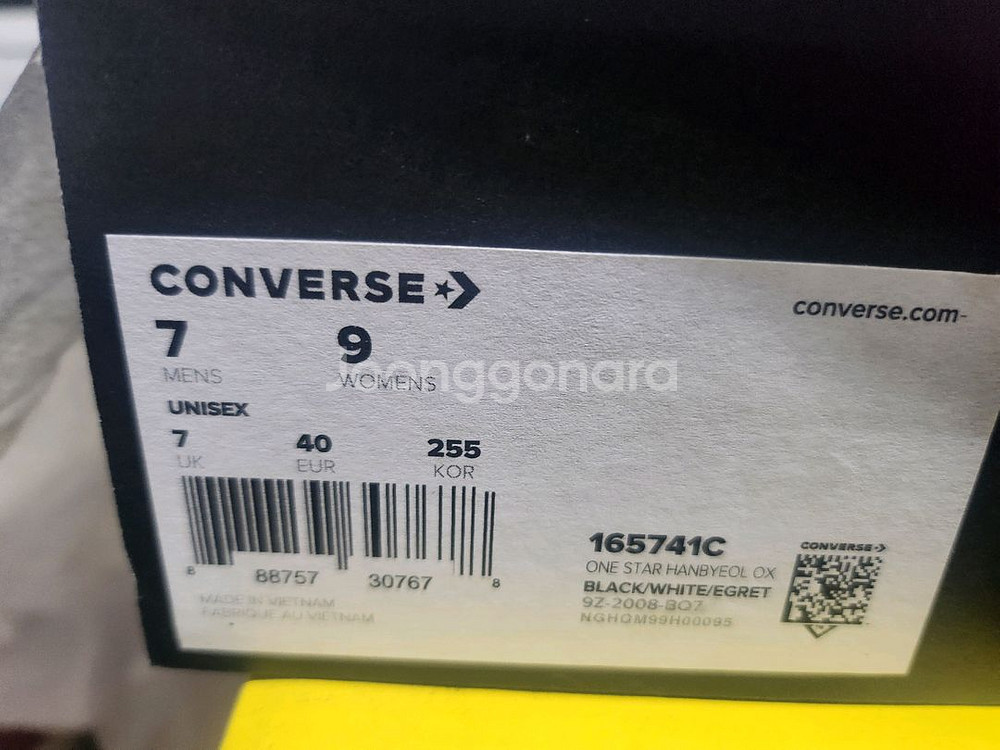 CONVERSE
converse.com
7 9
MENS WOMENS
Joonggonara
UNISEX
7 40 255
UK EUR KOR
8 88757 30767 8
MADE IN VIETNAM
FABRIQUE AU VIETNAM
165741C
ONE STAR HANBYEOL OX
BLACK/WHITE/EGRET
9Z-2008-BQ7
NGHQM99H00095
CONVERSE